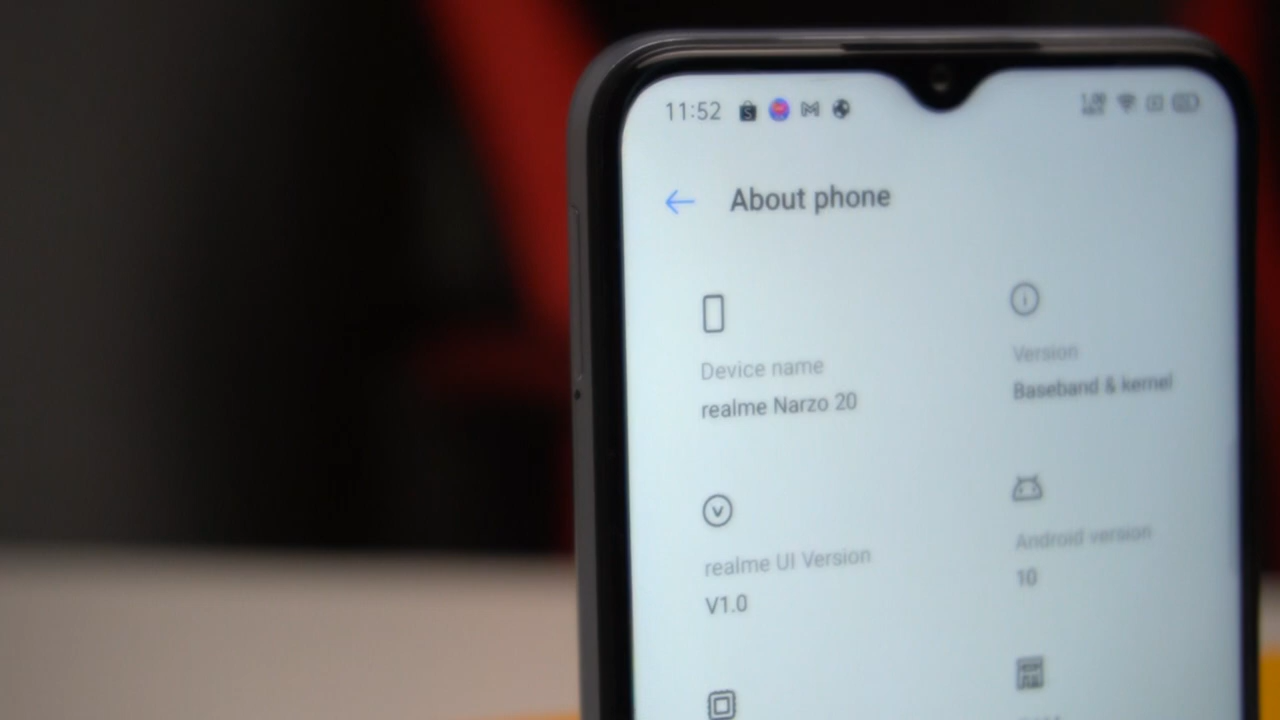 11:52
About phone
Device name
realme Narzo 20
Version
Baseband & kernel
realme UI Version
V1.0
Android version
10